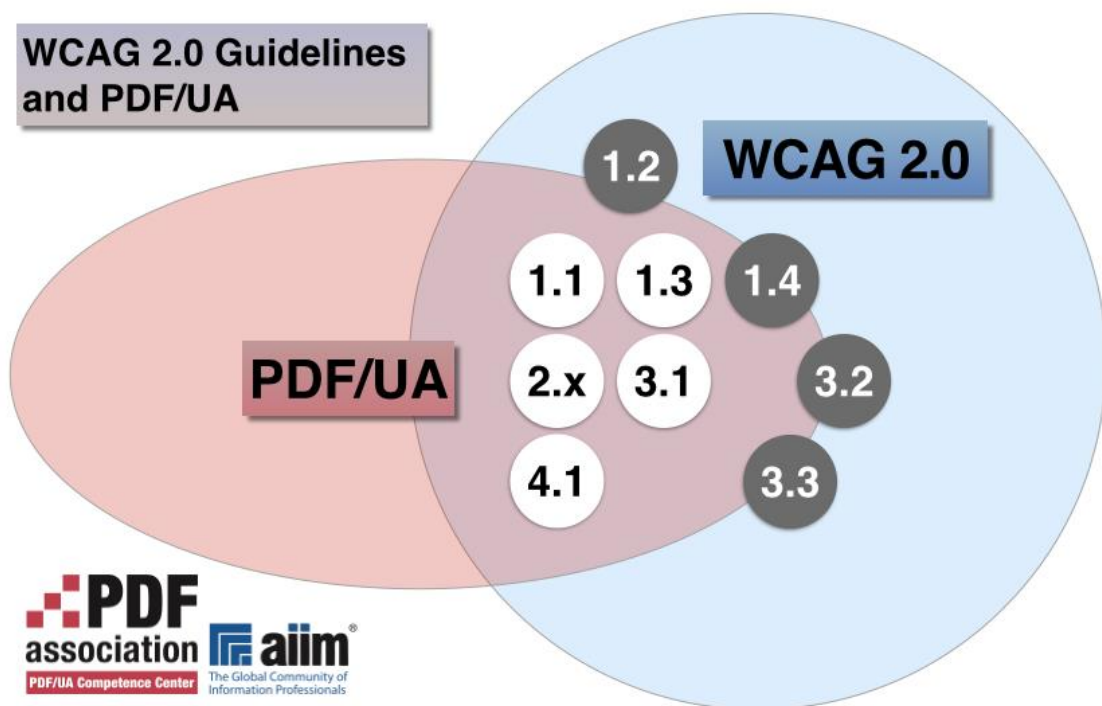 WCAG 2.0 Guidelines
and PDF/UA
WCAG 2.0
1.2
1.1
1.3
1.4
PDF/UA
2.x
3.1
3.2
4.1
3.3
PDF
association
PDF/UA Competence Center
aiim®
The Global Community of
Information Professionals